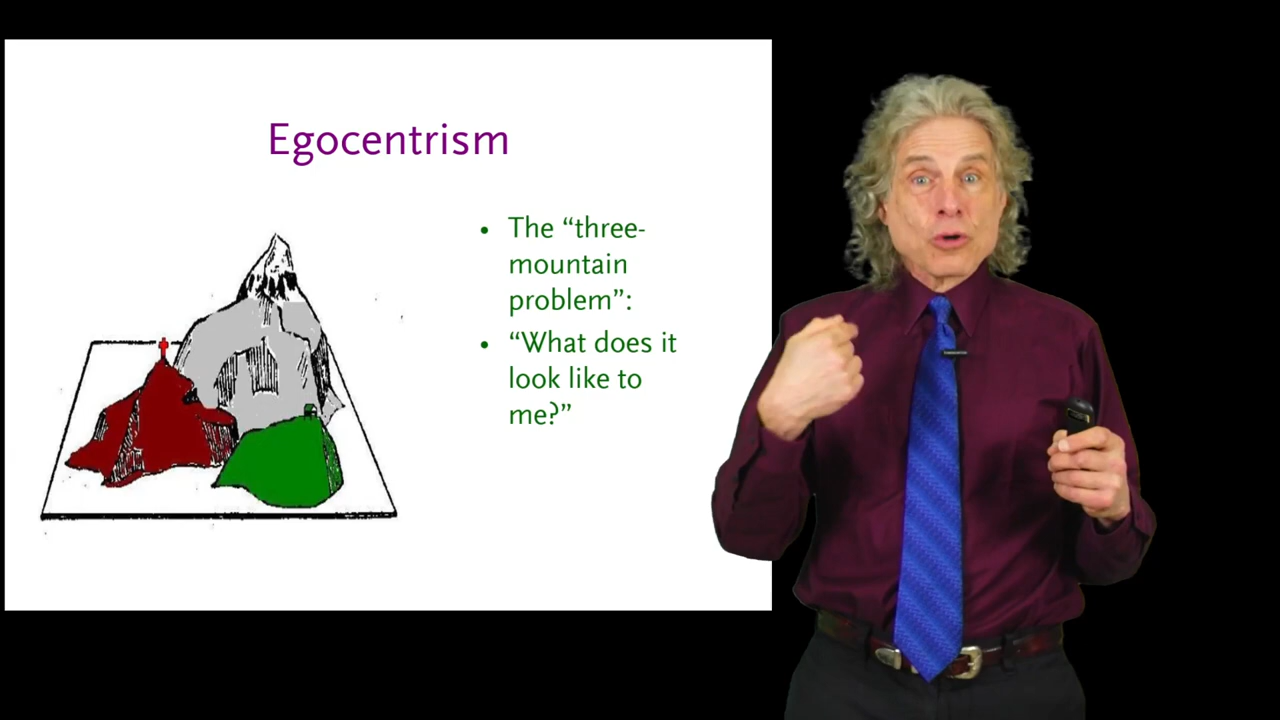 Egocentrism
• The “three-
mountain
problem”:
• “What does it
look like to
me?”